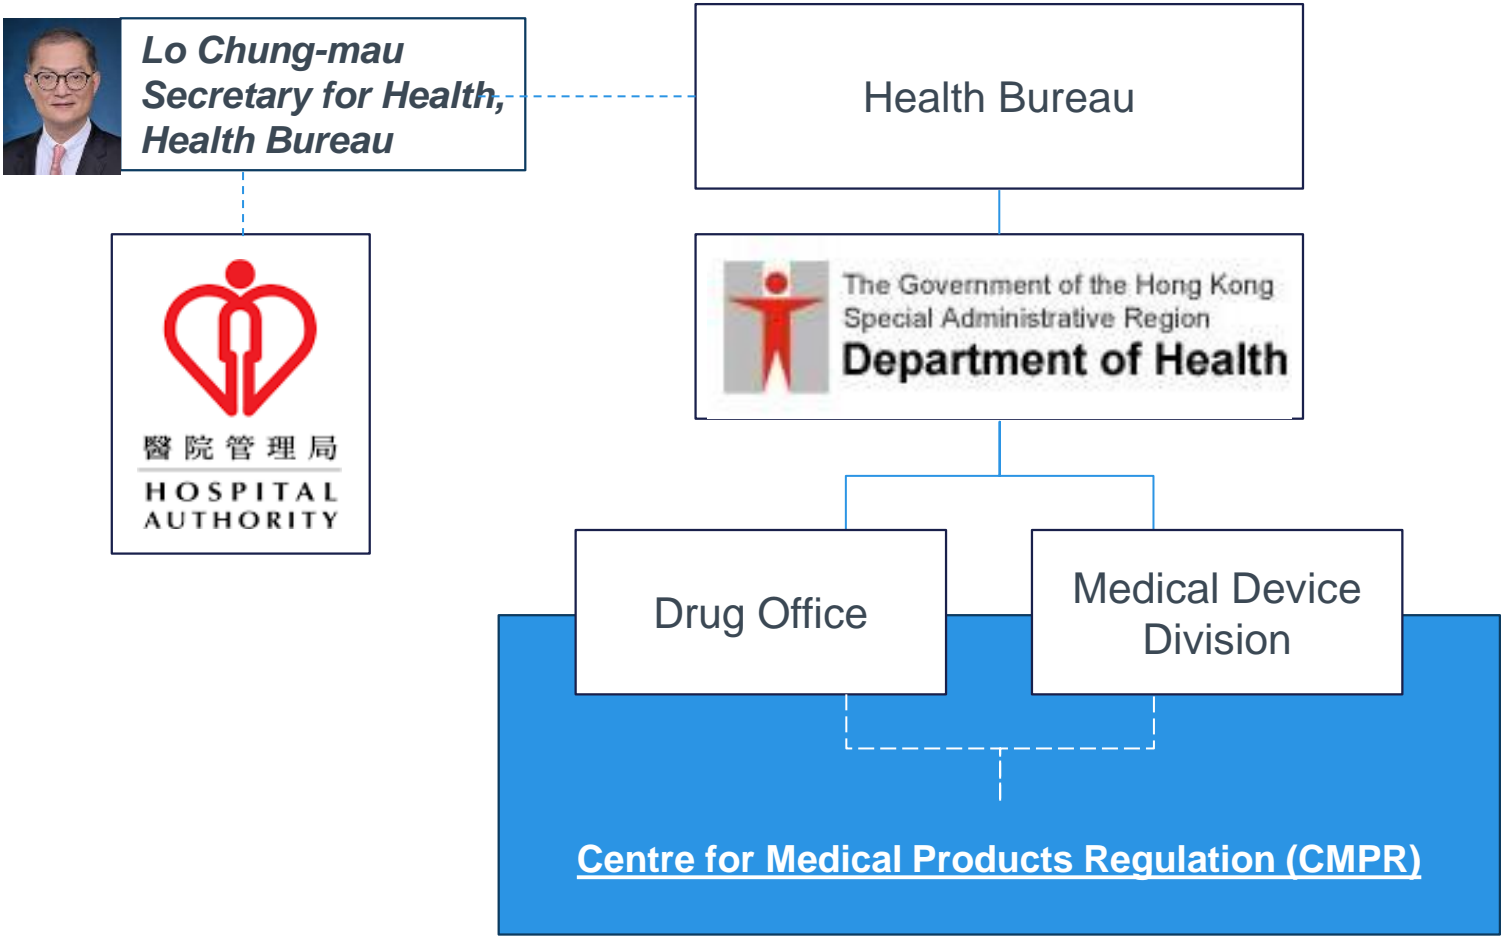 Lo Chung-mau
Secretary for Health,
Health Bureau
Health Bureau
醫院管理局
HOSPITAL
AUTHORITY
The Government of the Hong Kong
Special Administrative Region
Department of Health
Drug Office
Medical Device
Division
Centre for Medical Products Regulation (CMPR)